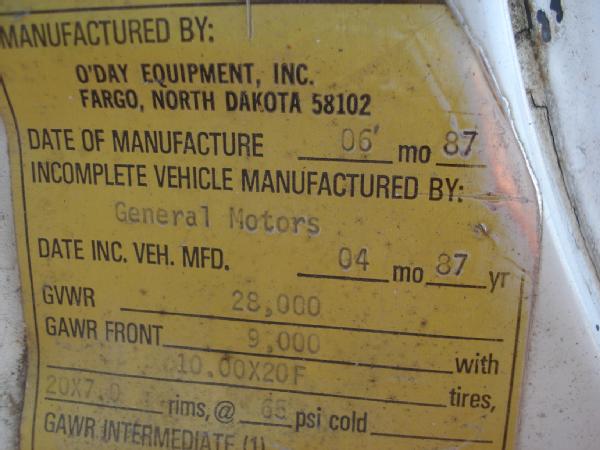 MANUFACTURED BY:
O'DAY EQUIPMENT, INC.
FARGO, NORTH DAKOTA 58102
DATE OF MANUFACTURE 06 mo 87
INCOMPLETE VEHICLE MANUFACTURED BY:
General Motors
DATE INC. VEH. MFD. 04 mo 87 yr
GVWR 28,000
GAWR FRONT 9,000 with
10.00X20F tires,
20X7.0 rims, @ 65 psi cold
GAWR INTERMEDIATE (1)